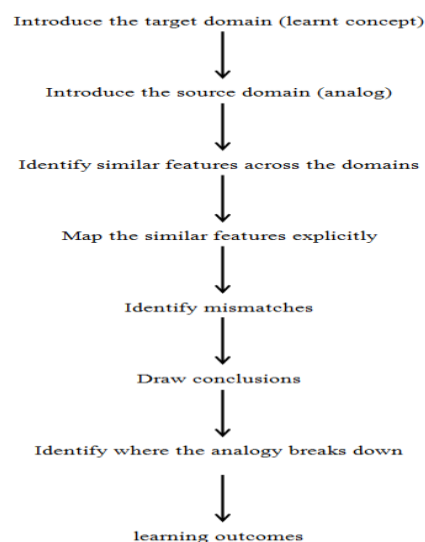 Introduce the target domain (learnt concept)
Introduce the source domain (analog)
Identify similar features across the domains
Map the similar features explicitly
Identify mismatches
Draw conclusions
Identify where the analogy breaks down
learning outcomes